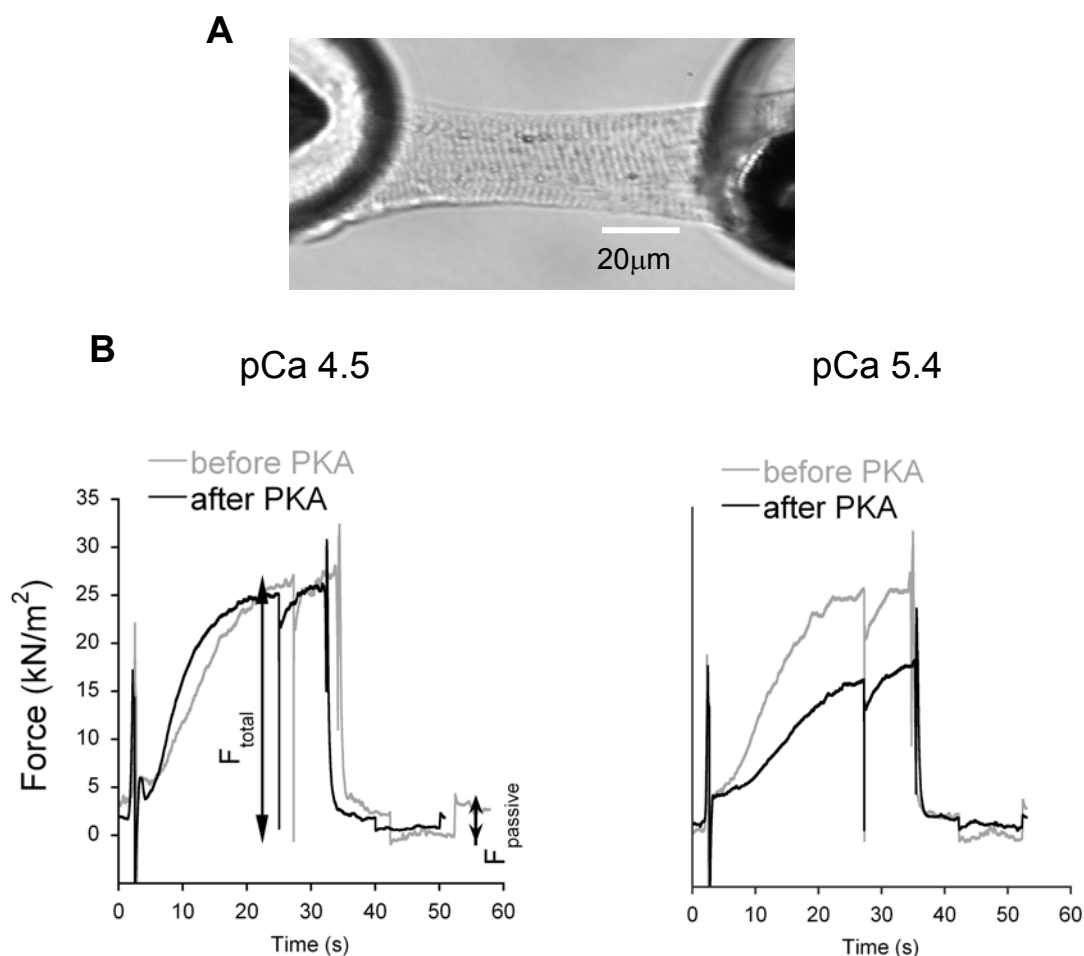 A
20μm
B
pCa 4.5
pCa 5.4
before PKA
after PKA
before PKA
after PKA
Force (kN/m²)
35
30
25
20
15
10
5
0
F total
F passive
0 10 20 30 40 50 60
Time (s)
0 10 20 30 40 50 60
Time (s)